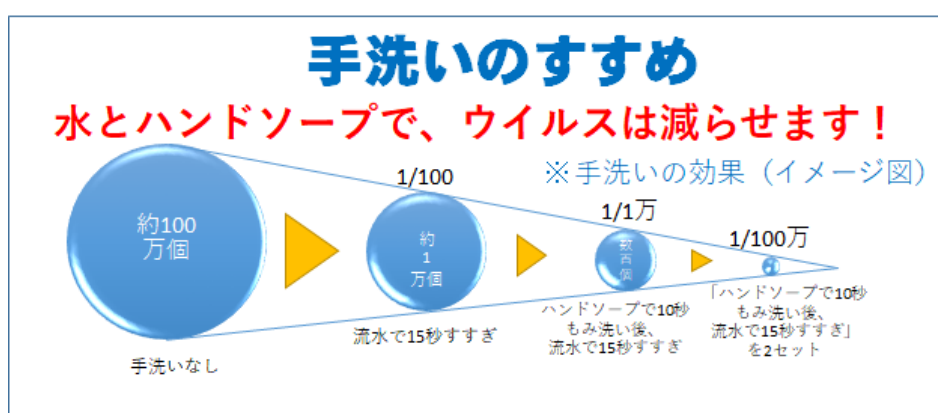 手洗いのすすめ
水とハンドソープで、ウイルスは減らせます！
※手洗いの効果（イメージ図）
約100
万個
手洗いなし
1/100
約
1
万個
流水で15秒すすぎ
1/1万
数
百
個
ハンドソープで10秒
もみ洗い後、
流水で15秒すすぎ
1/100万
「ハンドソープで10秒
もみ洗い後、
流水で15秒すすぎ」
を2セット